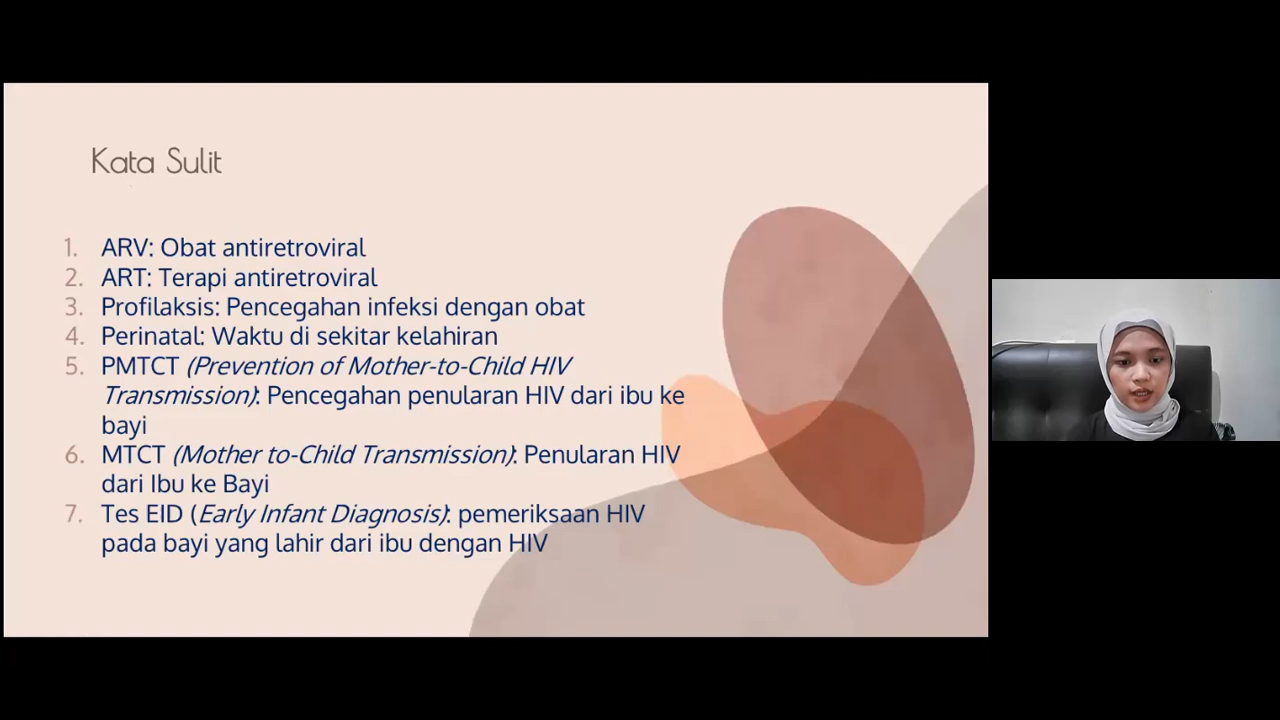 Kata Sulit
1. ARV: Obat antiretroviral
2. ART: Terapi antiretroviral
3. Profilaksis: Pencegahan infeksi dengan obat
4. Perinatal: Waktu di sekitar kelahiran
5. PMTCT (Prevention of Mother-to-Child HIV
Transmission): Pencegahan penularan HIV dari ibu ke
bayi
6. MTCT (Mother to-Child Transmission): Penularan HIV
dari Ibu ke Bayi
7. Tes EID (Early Infant Diagnosis): pemeriksaan HIV
pada bayi yang lahir dari ibu dengan HIV